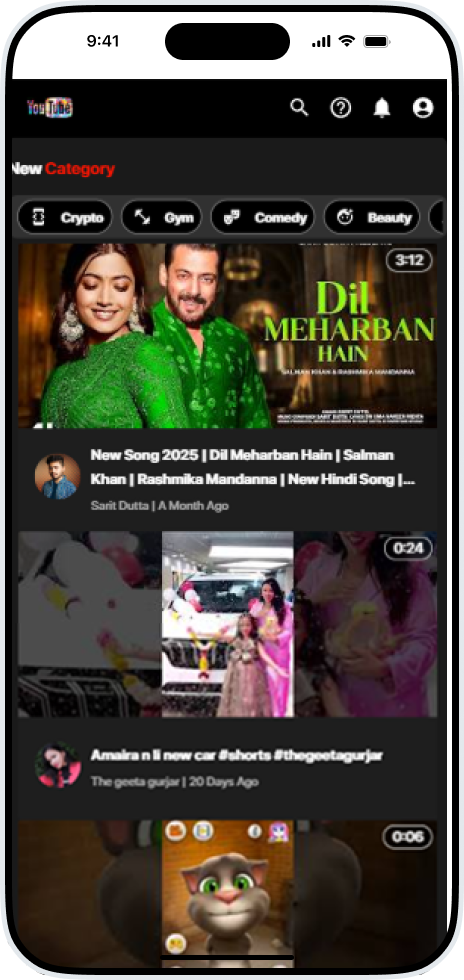 9:41
YouTube
New Category
Crypto
Gym
Comedy
Beauty
3:12
Dil
MEHARBAN
HAIN
SALMAN KHAN & RASHMIKA MANDANNA
New Song 2025 | Dil Meharban Hain | Salman
Khan | Rashmika Mandanna | New Hindi Song |...
Sarit Dutta | A Month Ago
0:24
Amaira n li new car #shorts #thegeetagurjar
The geeta gurjar | 20 Days Ago
0:06